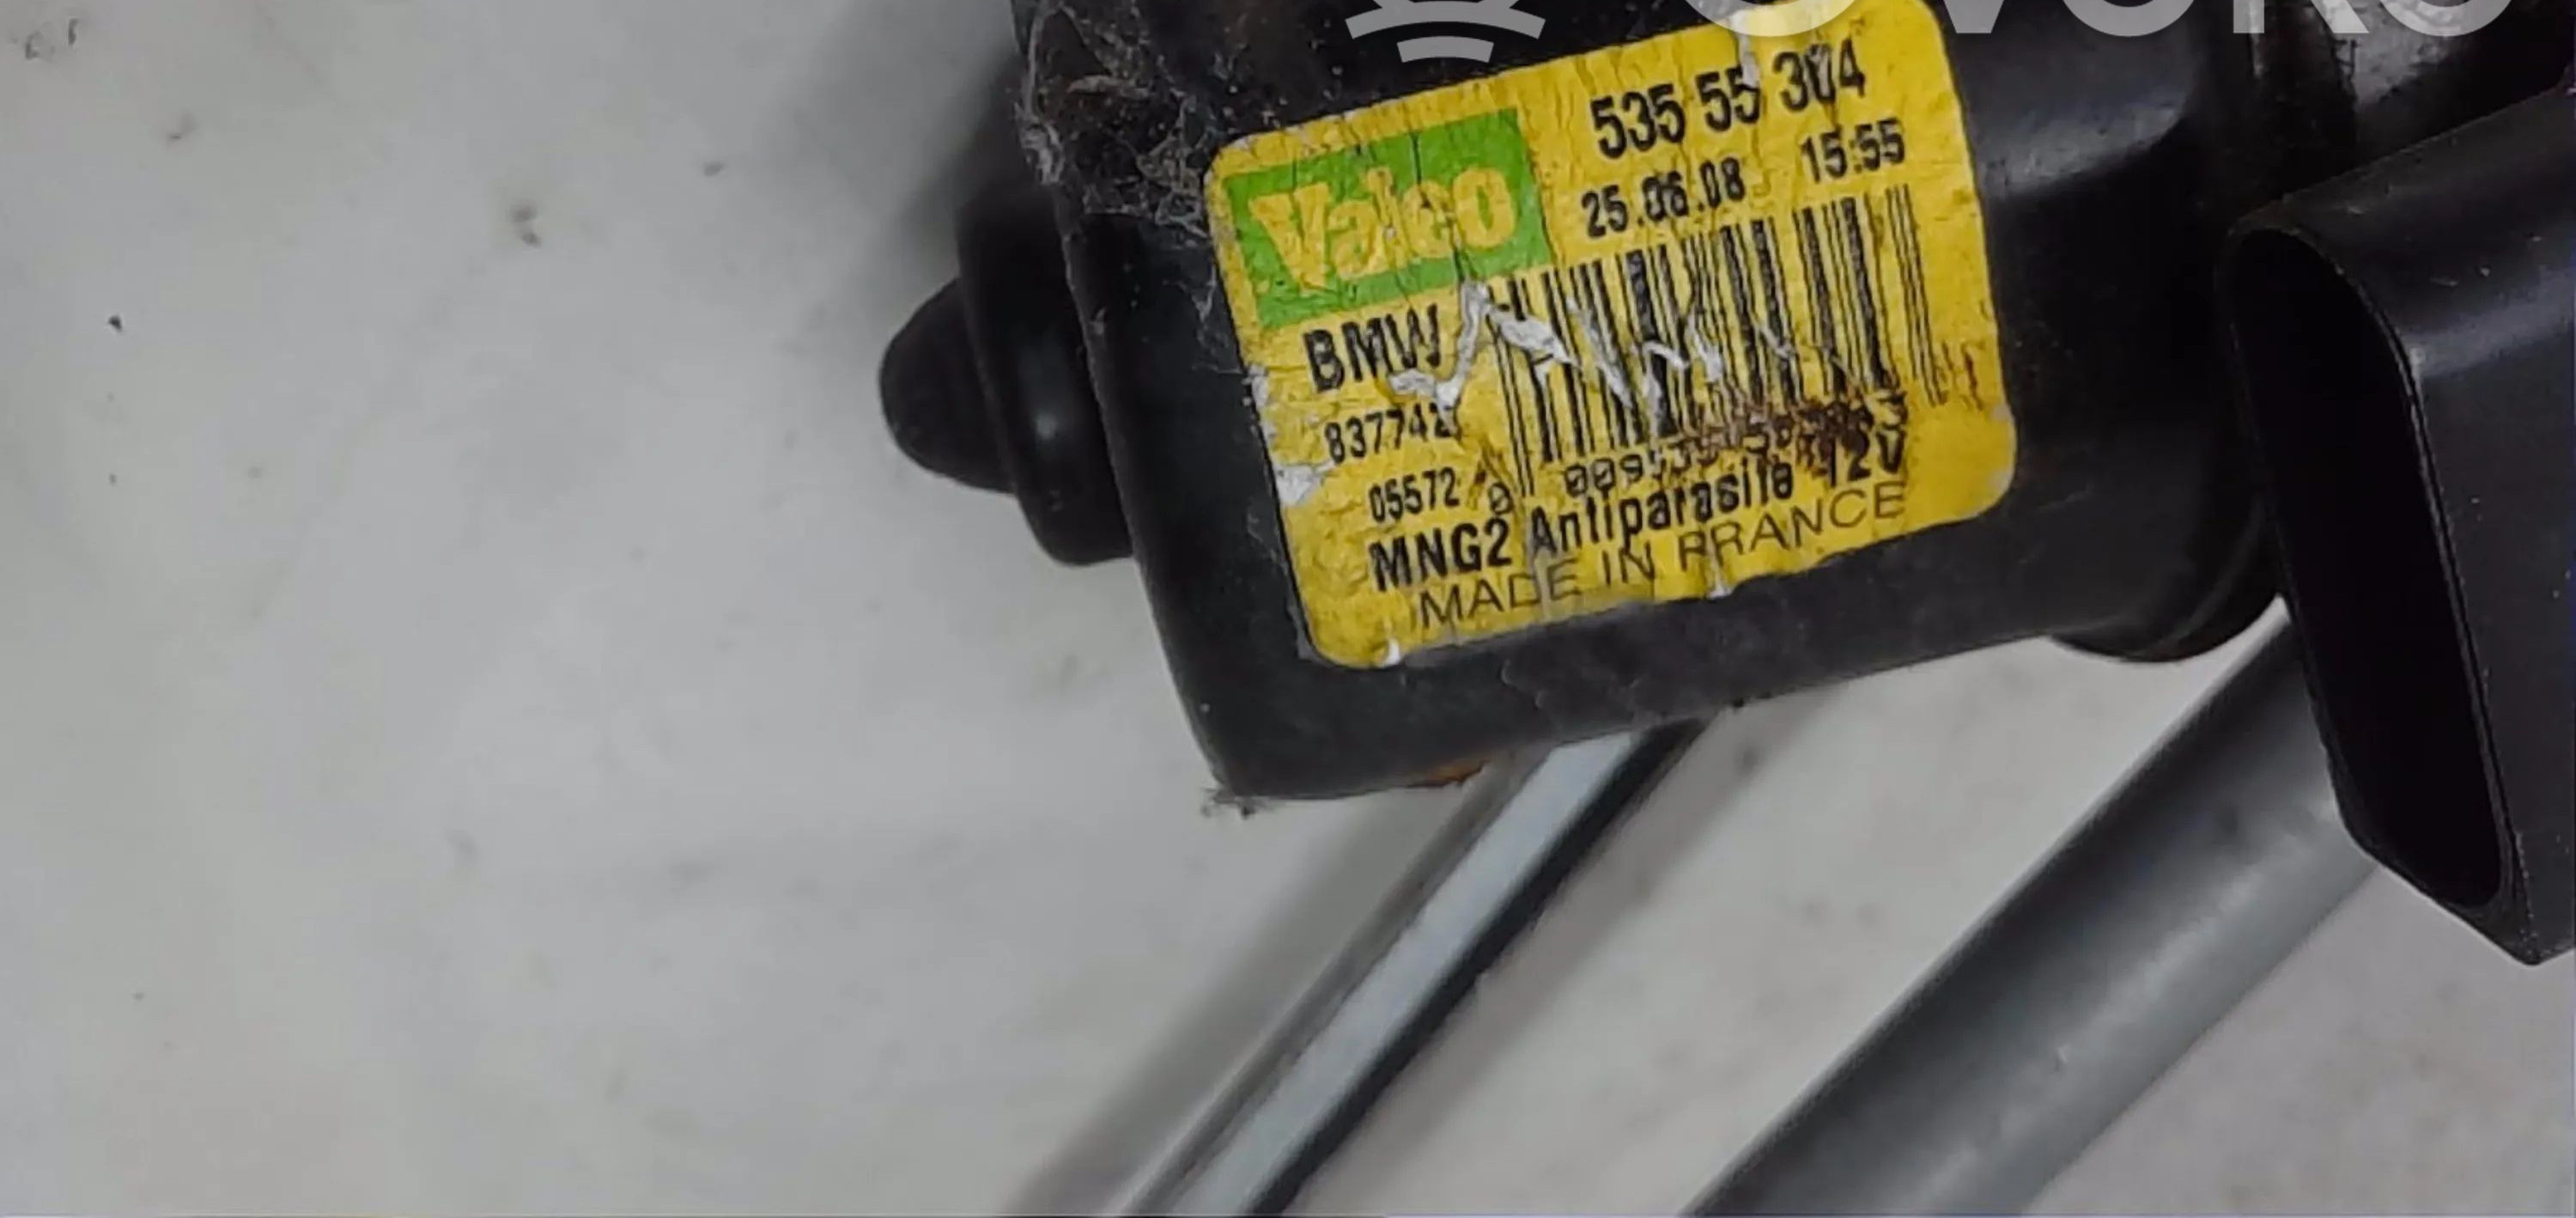 535 55 304
Valeo
25.06.08 15:55
BMW
837742
05572
MNG2 Antiparasite 12V
MADE IN FRANCE